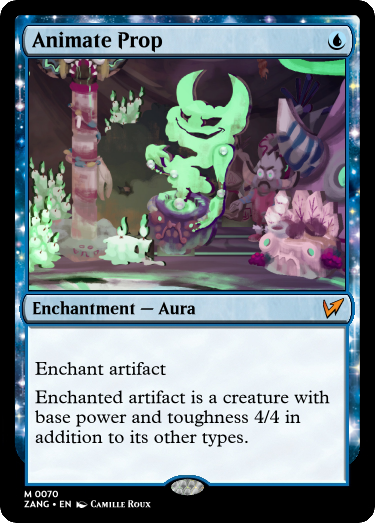 Animate Prop
Enchantment — Aura
Enchant artifact
Enchanted artifact is a creature with
base power and toughness 4/4 in
addition to its other types.
M 0070
ZANG • EN Camille Roux